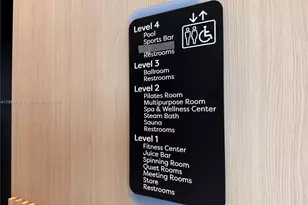 Level 4
Pool
Sports Bar
Restrooms
Level 3
Ballroom
Restrooms
Level 2
Pilates Room
Multipurpose Room
Spa & Wellness Center
Steam Bath
Sauna
Restrooms
Level 1
Fitness Center
Juice Bar
Spinning Room
Quiet Rooms
Meeting Rooms
Store
Restrooms